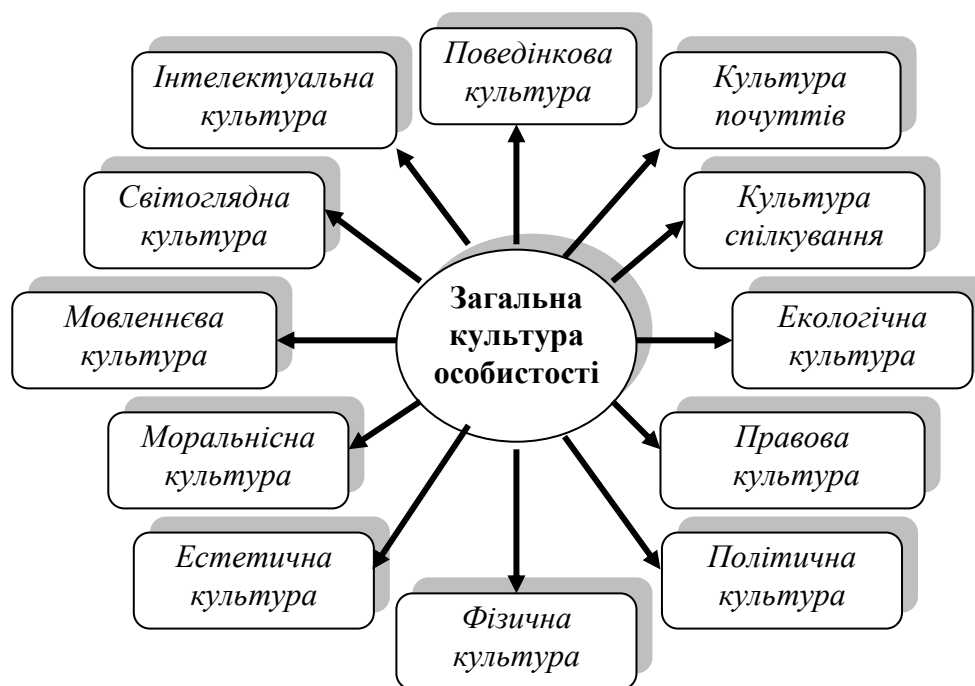 Інтелектуальна
культура
Поведінкова
культура
Культура
почуттів
Світоглядна
культура
Культура
спілкування
Мовленнєва
культура
Загальна
культура
особистості
Екологічна
культура
Моральнісна
культура
Правова
культура
Естетична
культура
Фізична
культура
Політична
культура